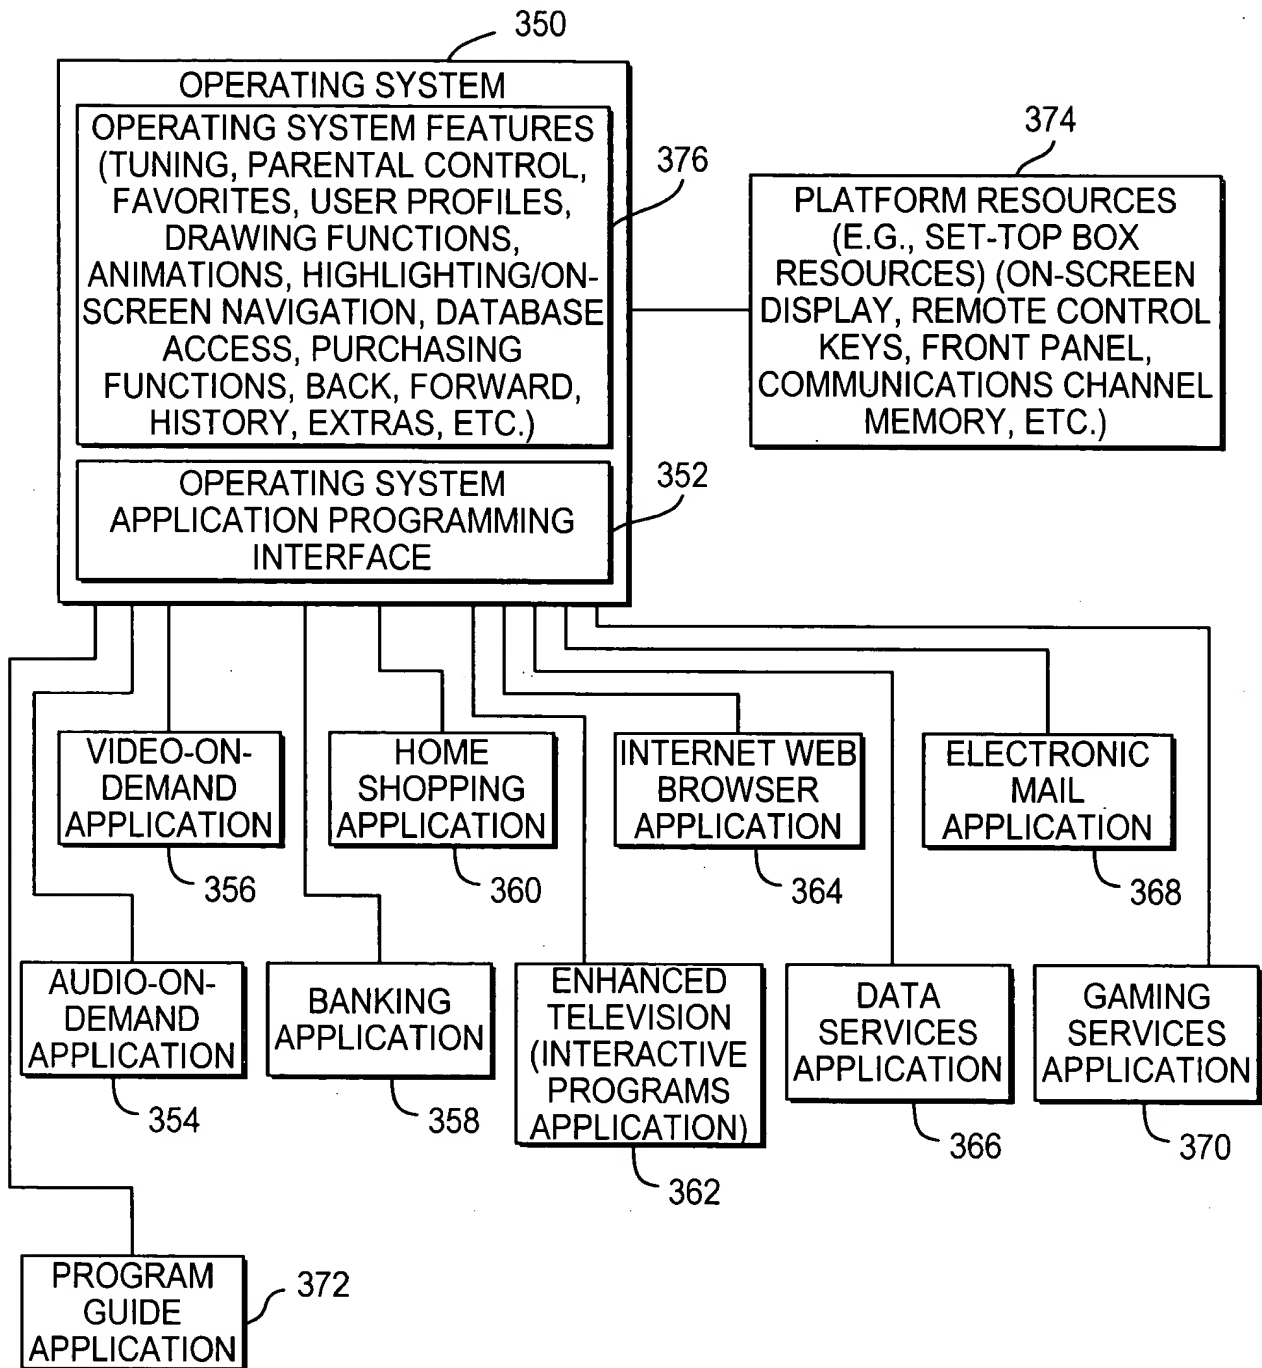 350
OPERATING SYSTEM
OPERATING SYSTEM FEATURES
(TUNING, PARENTAL CONTROL,
FAVORITES, USER PROFILES,
DRAWING FUNCTIONS,
ANIMATIONS, HIGHLIGHTING/ON-
SCREEN NAVIGATION, DATABASE
ACCESS, PURCHASING
FUNCTIONS, BACK, FORWARD,
HISTORY, EXTRAS, ETC.)
376
374
PLATFORM RESOURCES
(E.G., SET-TOP BOX
RESOURCES) (ON-SCREEN
DISPLAY, REMOTE CONTROL
KEYS, FRONT PANEL,
COMMUNICATIONS CHANNEL
MEMORY, ETC.)
OPERATING SYSTEM
APPLICATION PROGRAMMING
INTERFACE
352
VIDEO-ON-
DEMAND
APPLICATION
356
HOME
SHOPPING
APPLICATION
360
INTERNET WEB
BROWSER
APPLICATION
364
ELECTRONIC
MAIL
APPLICATION
368
AUDIO-ON-
DEMAND
APPLICATION
354
BANKING
APPLICATION
358
ENHANCED
TELEVISION
(INTERACTIVE
PROGRAMS
APPLICATION)
362
DATA
SERVICES
APPLICATION
366
GAMING
SERVICES
APPLICATION
370
PROGRAM
GUIDE
APPLICATION
372